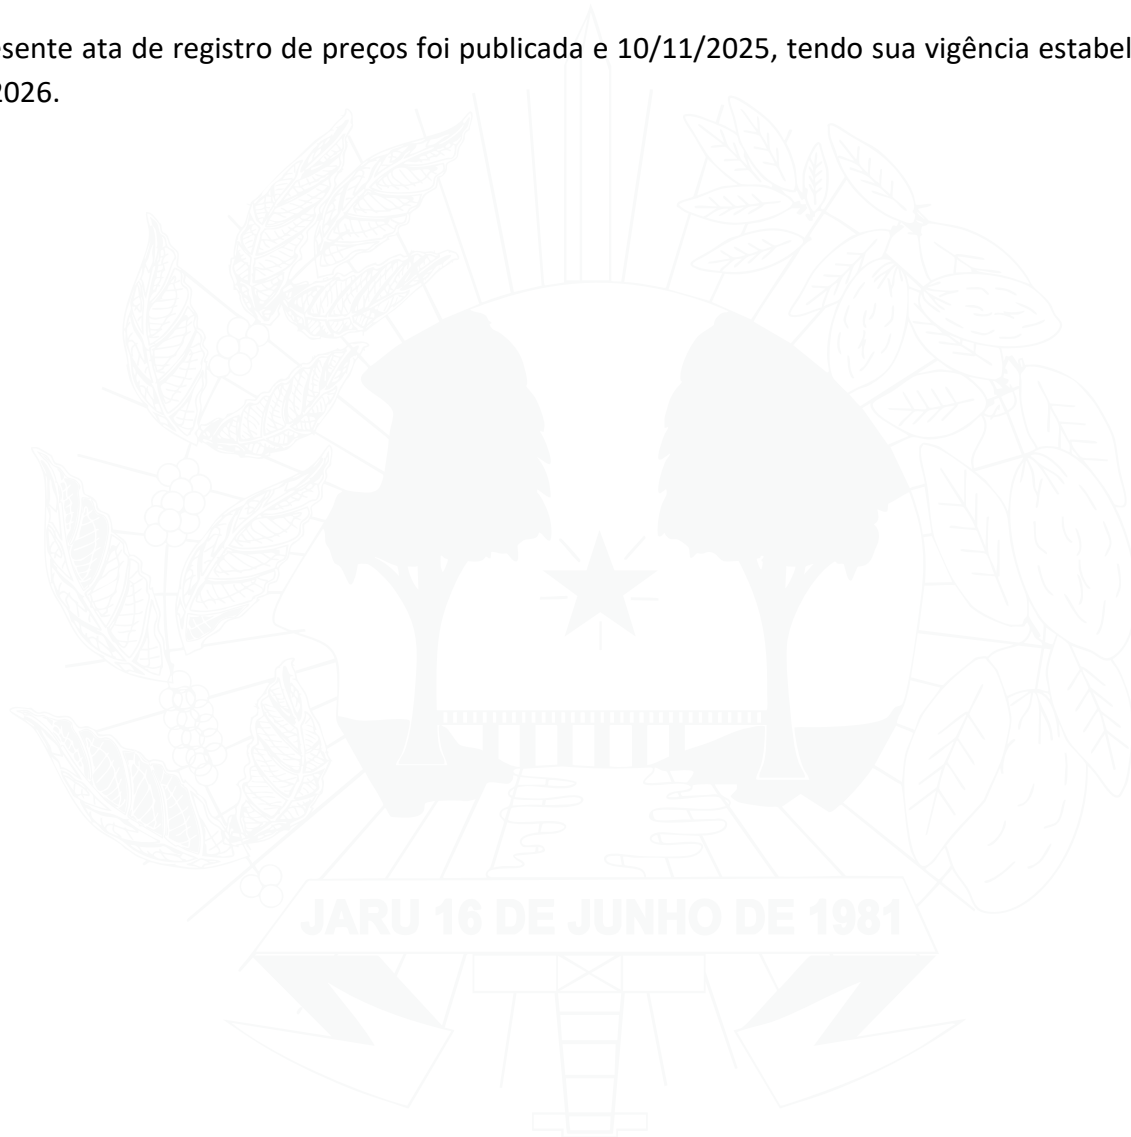 esente ata de registro de preços foi publicada e 10/11/2025, tendo sua vigência estabel
2026.
JARU 16 DE JUNHO DE 1981